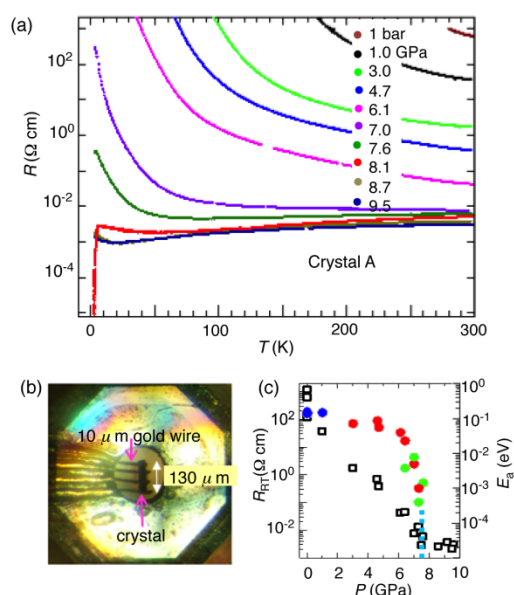 (a)
10²
10⁰
10⁻²
10⁻⁴
R (Ω cm)
1 bar
1.0 GPa
3.0
4.7
6.1
7.0
7.6
8.1
8.7
9.5
Crystal A
0
100
200
300
T (K)
(b)
10 μm gold wire
130 μm
crystal
(c)
10²
10⁰
10⁻²
R_RT (Ω cm)
10⁰
10⁻¹
10⁻²
10⁻³
10⁻⁴
E_a (eV)
0
2
4
6
8
10
P (GPa)